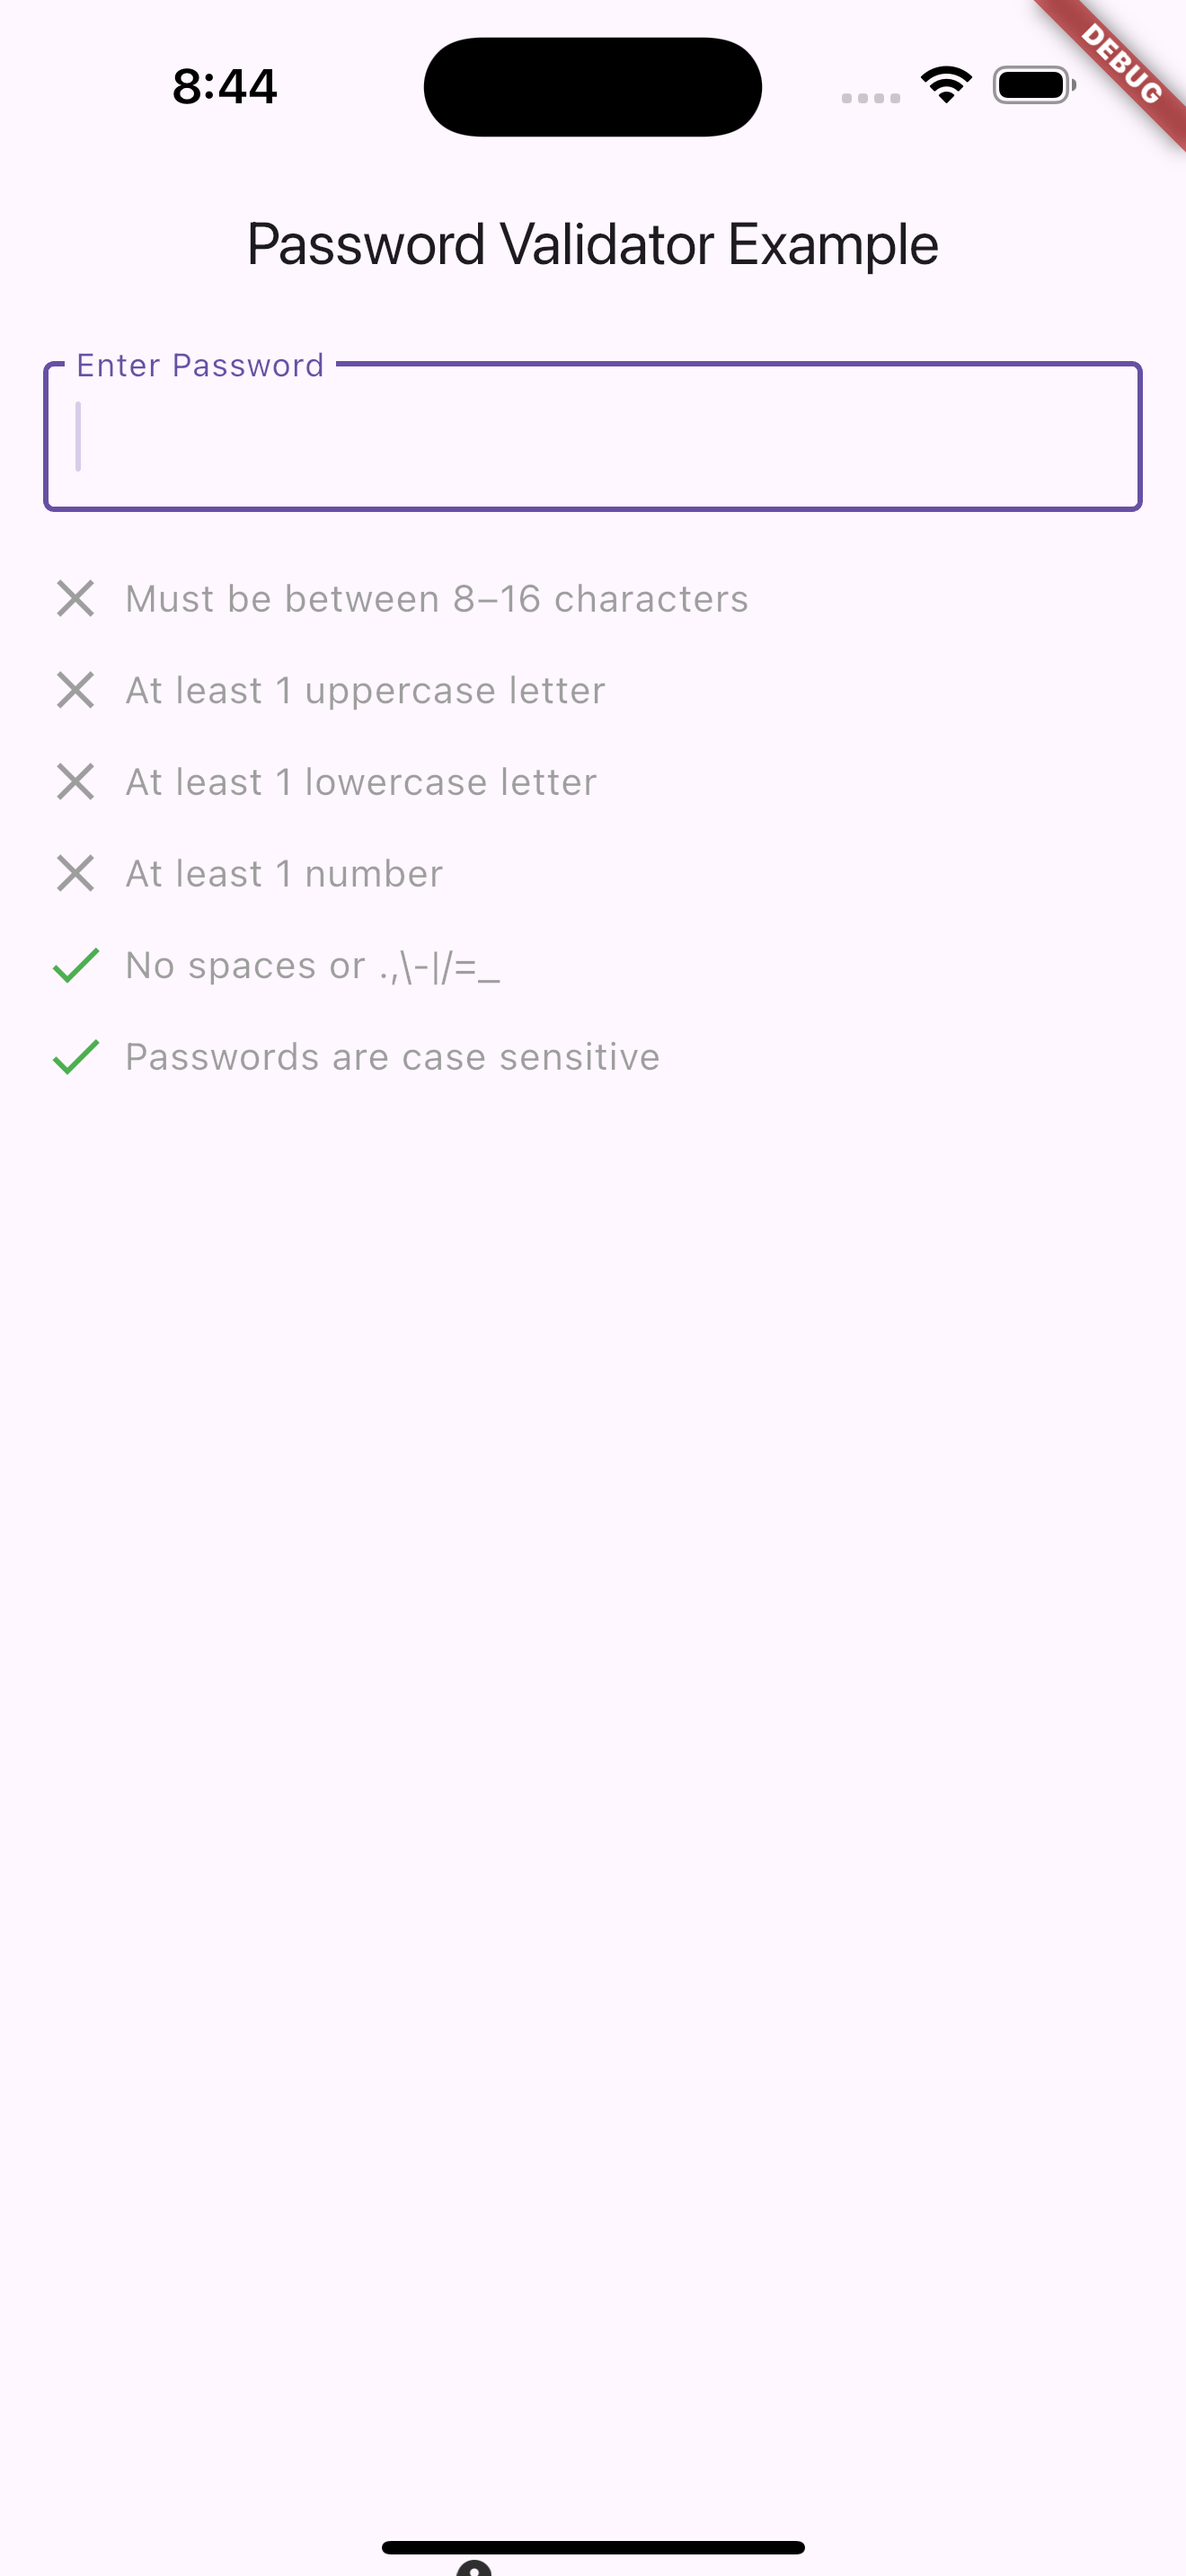 8:44
DEBUG
Password Validator Example
Enter Password
Must be between 8–16 characters
At least 1 uppercase letter
At least 1 lowercase letter
At least 1 number
No spaces or .,\-|/=_
Passwords are case sensitive